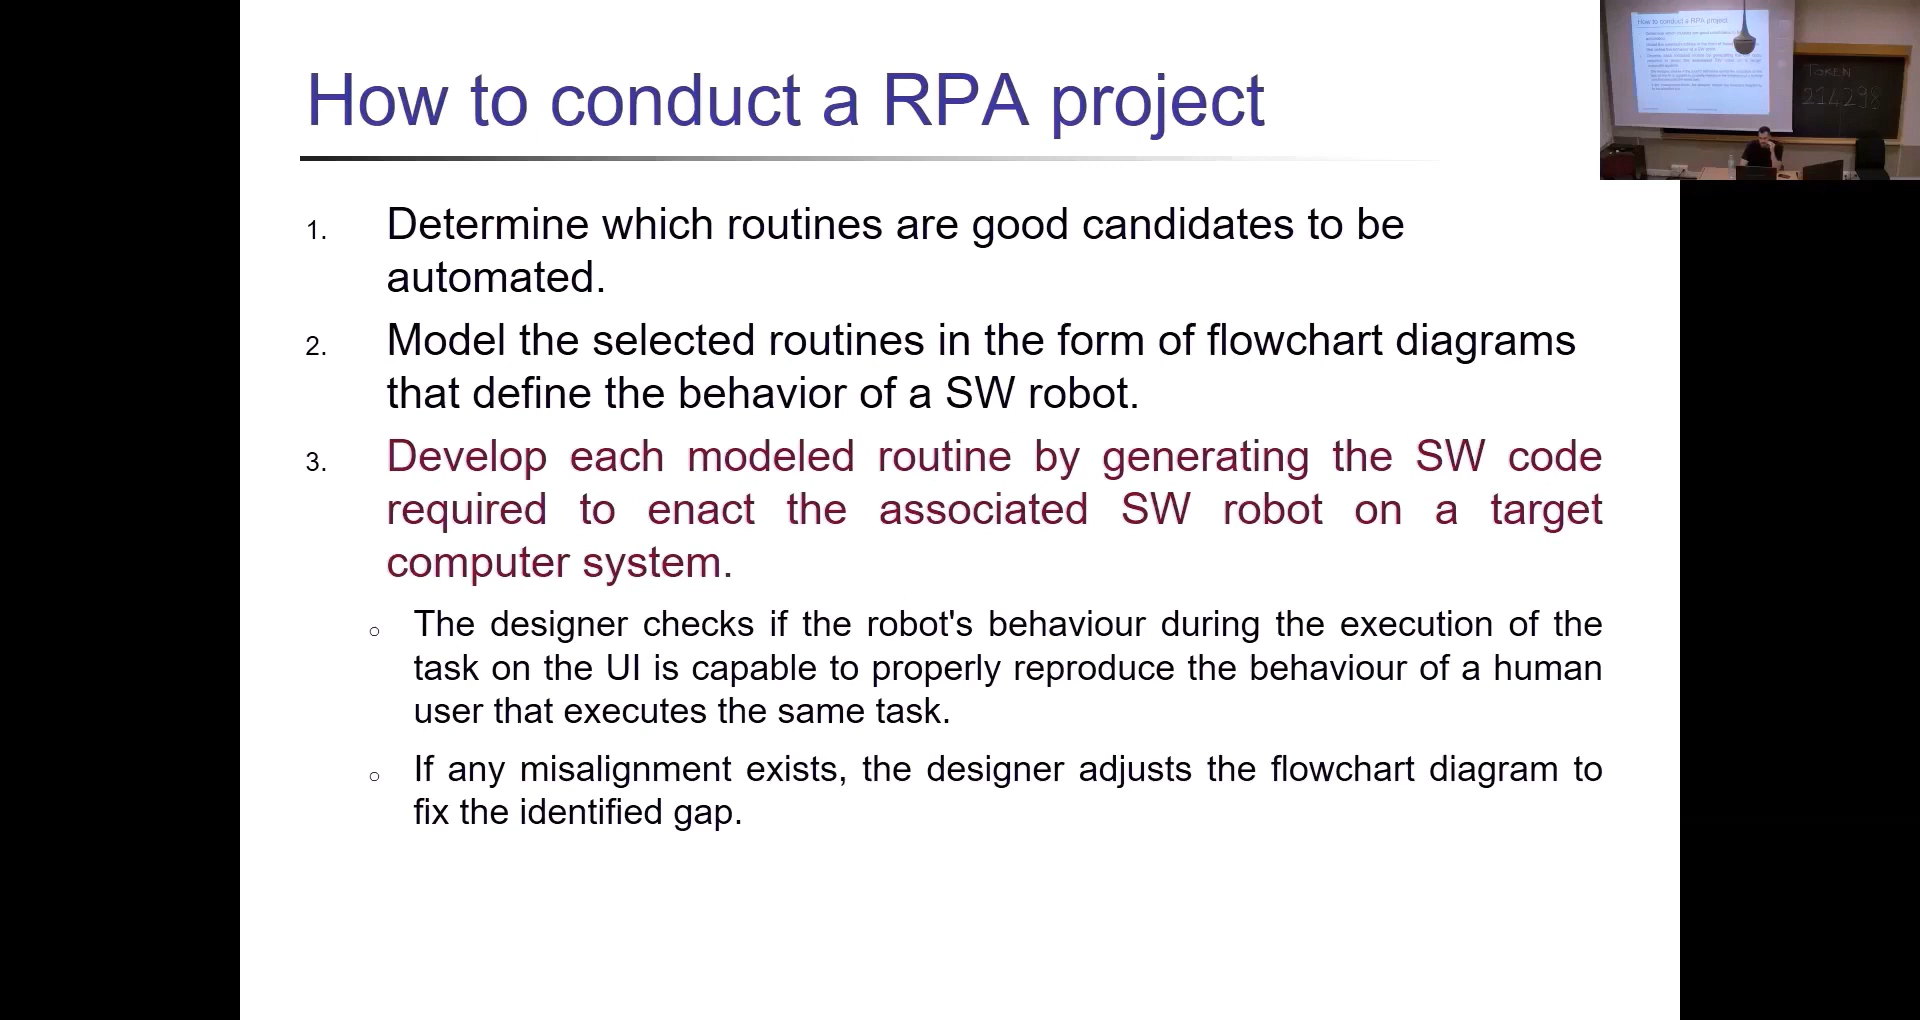 How to conduct a RPA project
1. Determine which routines are good candidates to be
automated.
2. Model the selected routines in the form of flowchart diagrams
that define the behavior of a SW robot.
3. Develop each modeled routine by generating the SW code
required to enact the associated SW robot on a target
computer system.
○ The designer checks if the robot's behaviour during the execution of the
task on the UI is capable to properly reproduce the behaviour of a human
user that executes the same task.
○ If any misalignment exists, the designer adjusts the flowchart diagram to
fix the identified gap.
How to conduct a RPA project
TOKEN
214298